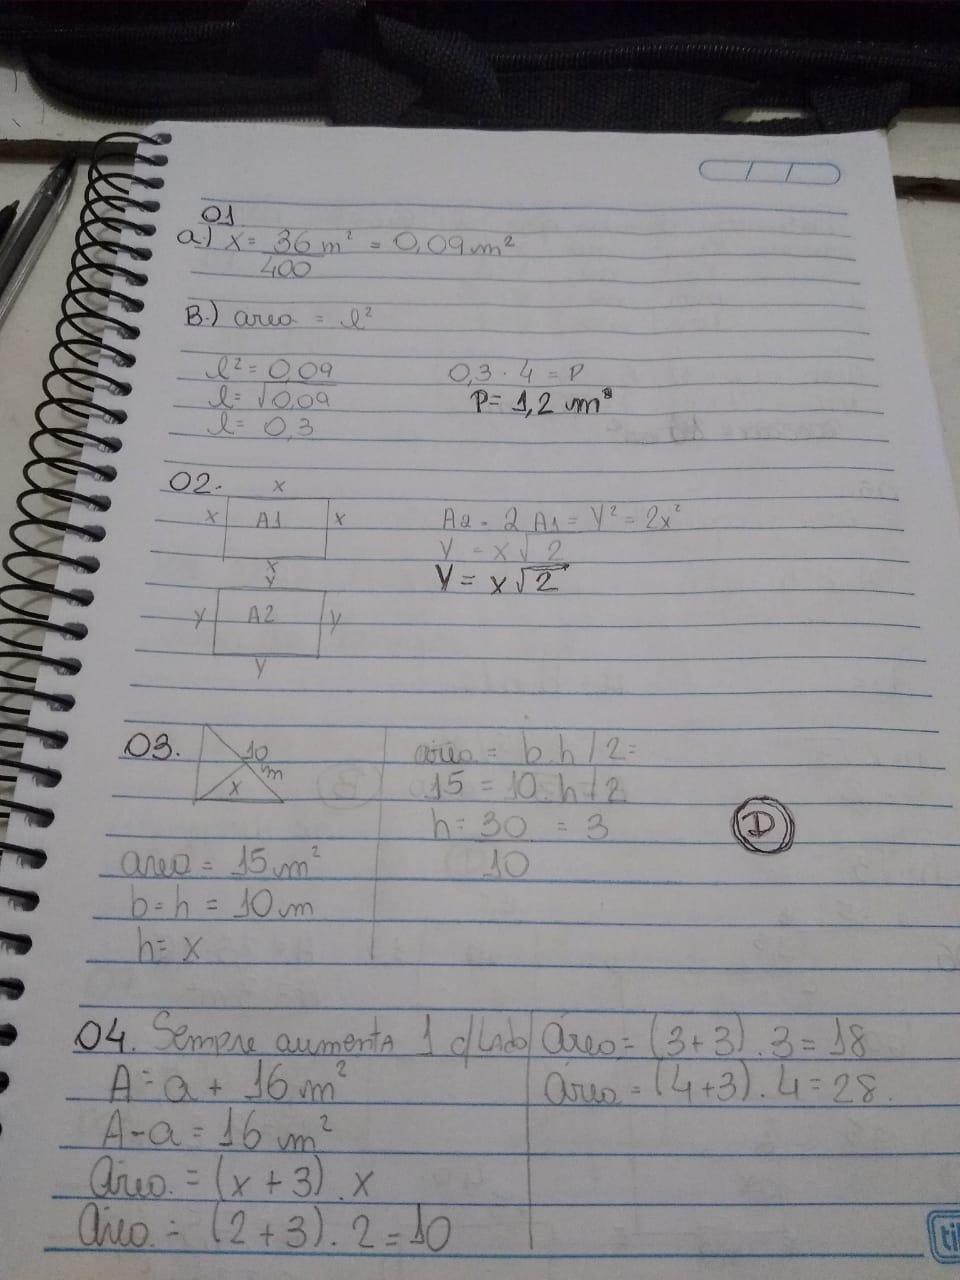 01
a.) x = 36 m² = 0,09 m²
400
B.) area = l²
l² = 0,09
l = √0,09
l = 0,3
0,3 . 4 = P
P = 1,2 m
02.
x
x A1 x
x
y
y A2 y
y
A2 = 2 A1 = Y² = 2x²
Y = x√2
Y = x√2
03.
10
m
x
area = 15 m²
b = h = 10 m
h = x
area = b.h/2 =
15 = 10.h/2
h = 30 = 3
10
D
04. Sempre aumenta 1 c/Lado
A = a + 16 m²
A - a = 16 m²
Área = (x + 3) . x
Área = (2 + 3) . 2 = 10
Área = (3 + 3) . 3 = 18
Área = (4 + 3) . 4 = 28.